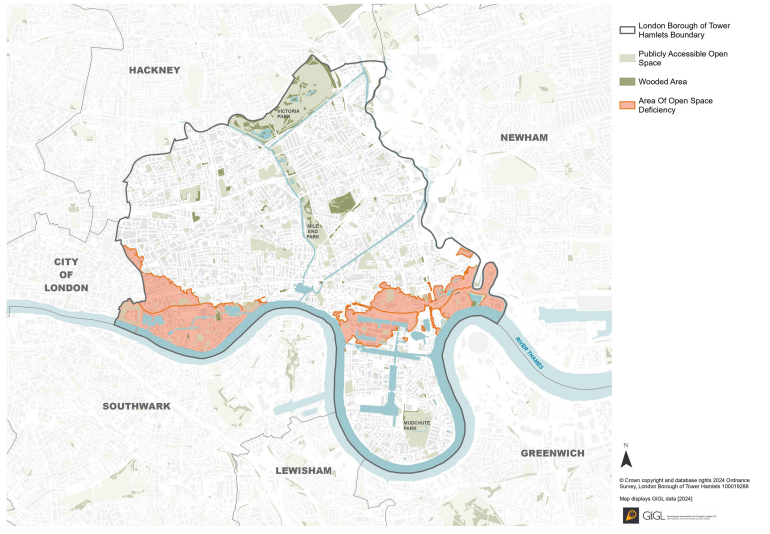 London Borough of Tower
Hamlets Boundary
Publicly Accessible Open
Space
Wooded Area
Area Of Open Space
Deficiency
HACKNEY
VICTORIA
PARK
NEWHAM
MILE
END
PARK
CITY
OF
LONDON
RIVER THAMES
SOUTHWARK
MUDCHUTE
PARK
GREENWICH
LEWISHAM
N
© Crown copyright and database rights 2024 Ordnance
Survey, London Borough of Tower Hamlets 100019288
Map displays GiGL data [2024]
GiGL